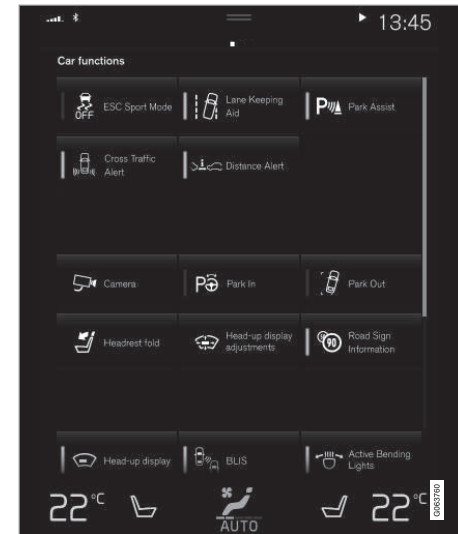 13:45
Car functions
OFF
ESC Sport Mode
Lane Keeping
Aid
P
Park Assist
Cross Traffic
Alert
Distance Alert
Camera
P
Park In
Park Out
Headrest fold
Head-up display
adjustments
90
Road Sign
Information
Head-up display
BLIS
Active Bending
Lights
22°C
AUTO
22°C
G063760